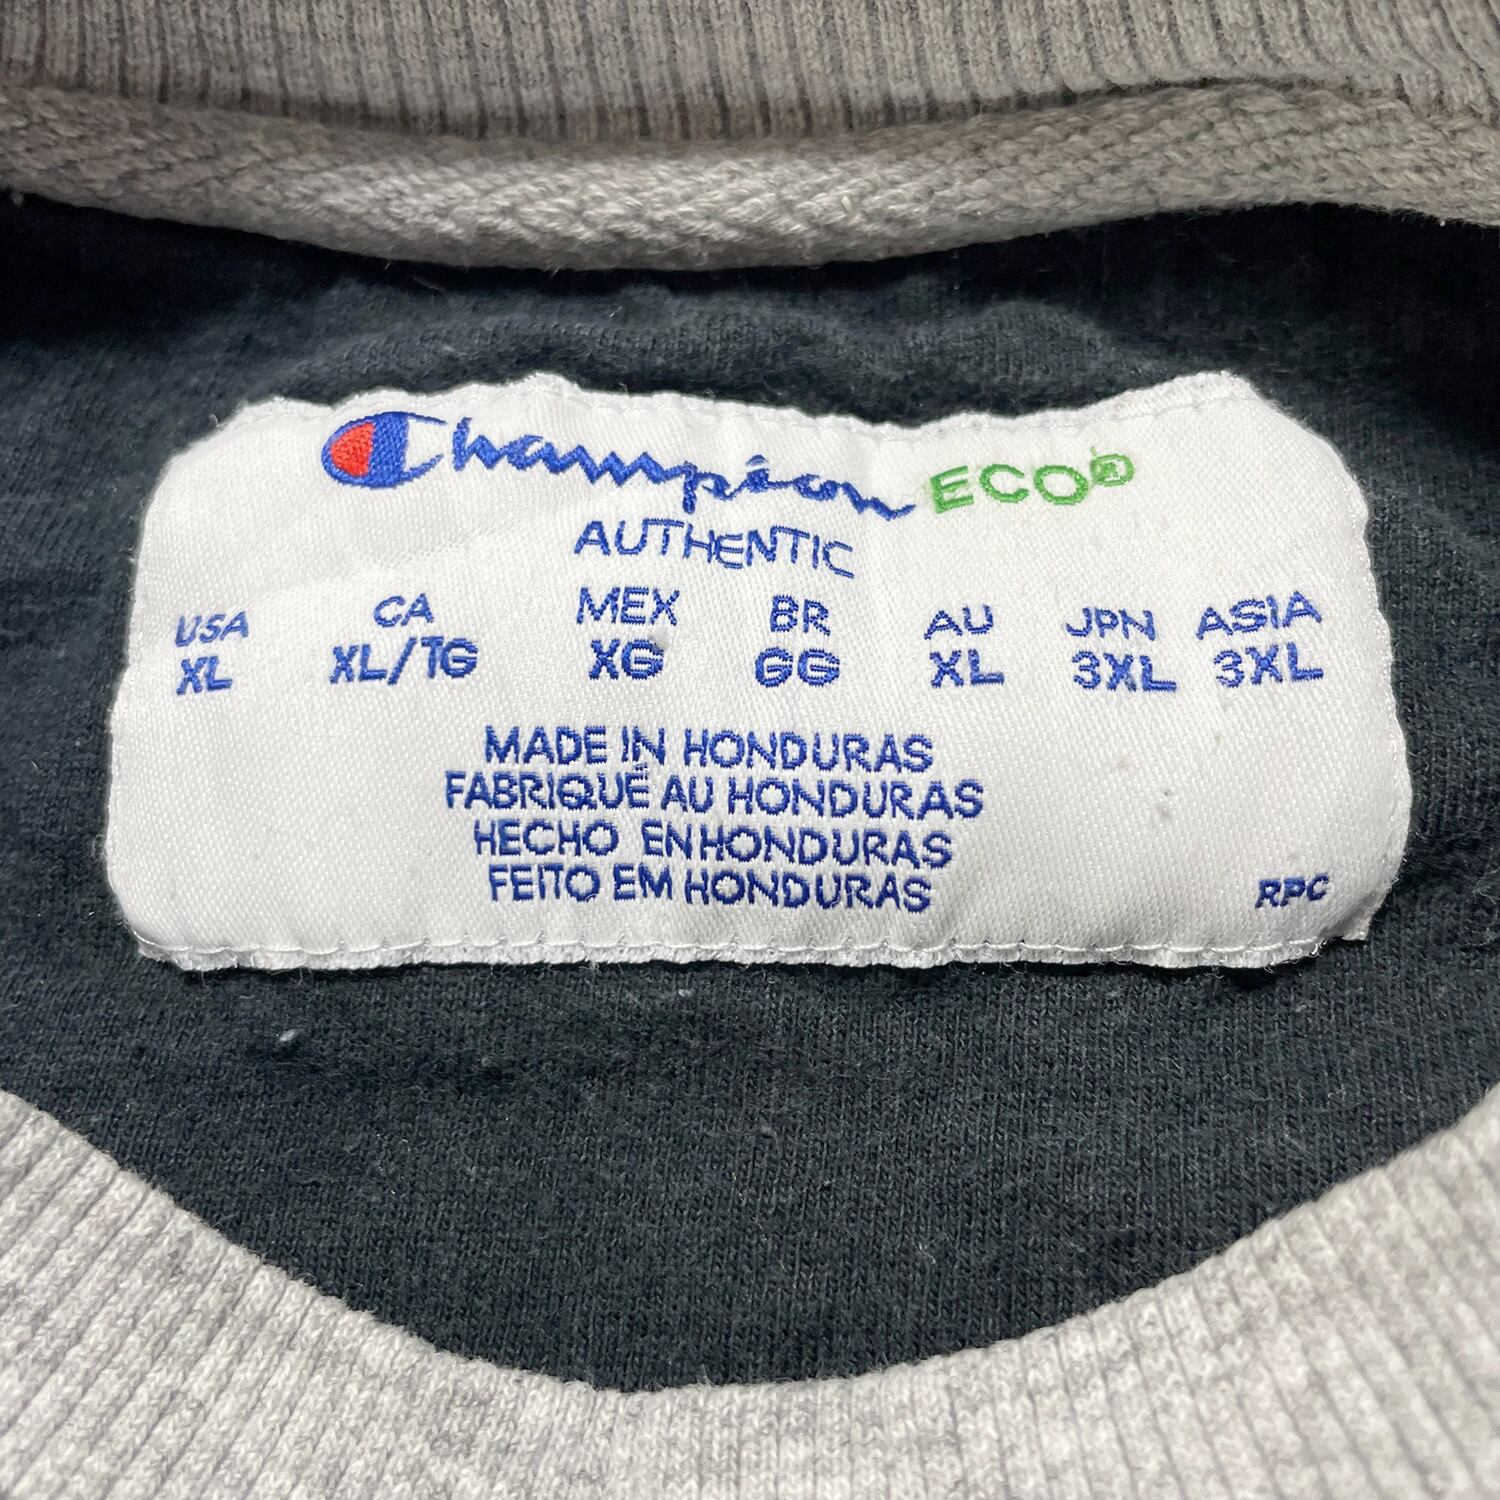 Champion ECO®
AUTHENTIC
USA CA MEX BR AU JPN ASIA
XL XL/TG XG GG XL 3XL 3XL
MADE IN HONDURAS
FABRIQUÉ AU HONDURAS
HECHO EN HONDURAS
FEITO EM HONDURAS
RPC